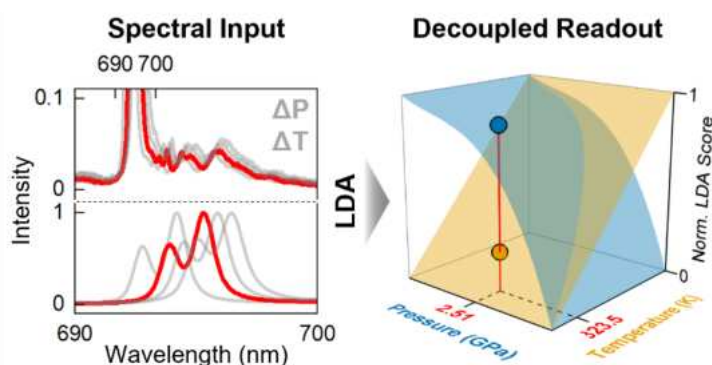 Spectral Input
690 700
0.1
ΔP
ΔT
0
Intensity
1
0
690
700
Wavelength (nm)
LDA
Decoupled Readout
1
Norm. LDA Score
0
2.51
Pressure (GPa)
323.5
Temperature (K)